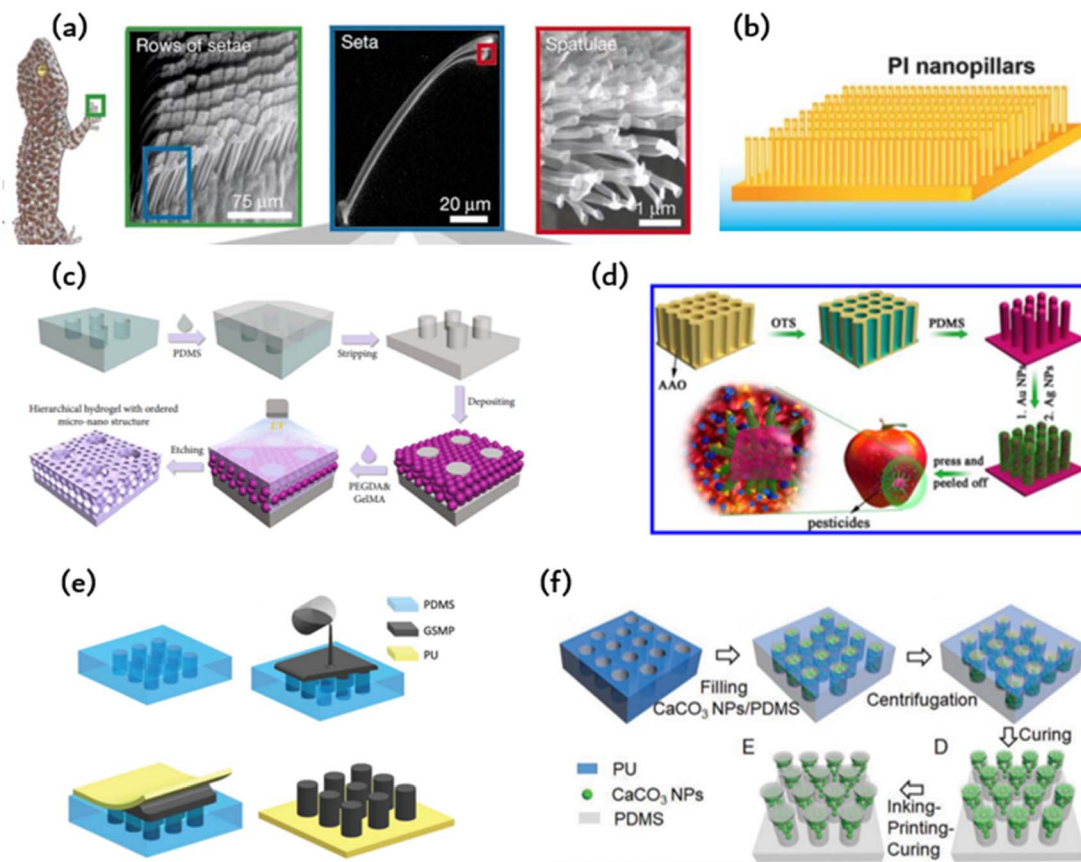 (a)
Rows of setae
75 μm
Seta
20 μm
Spatulae
1 μm
(b)
PI nanopillars
(c)
PDMS
Stripping
Depositing
PEGDA&
GelMA
UV
Etching
Hierarchical hydrogel with ordered
micro-nano structure
(d)
AAO
OTS
PDMS
1. Au NPs
2. Ag NPs
press and
peeled off
pesticides
(e)
PDMS
GSMP
PU
(f)
Filling
CaCO₃ NPs/PDMS
Centrifugation
Curing
D
Inking-
Printing-
Curing
E
PU
CaCO₃ NPs
PDMS